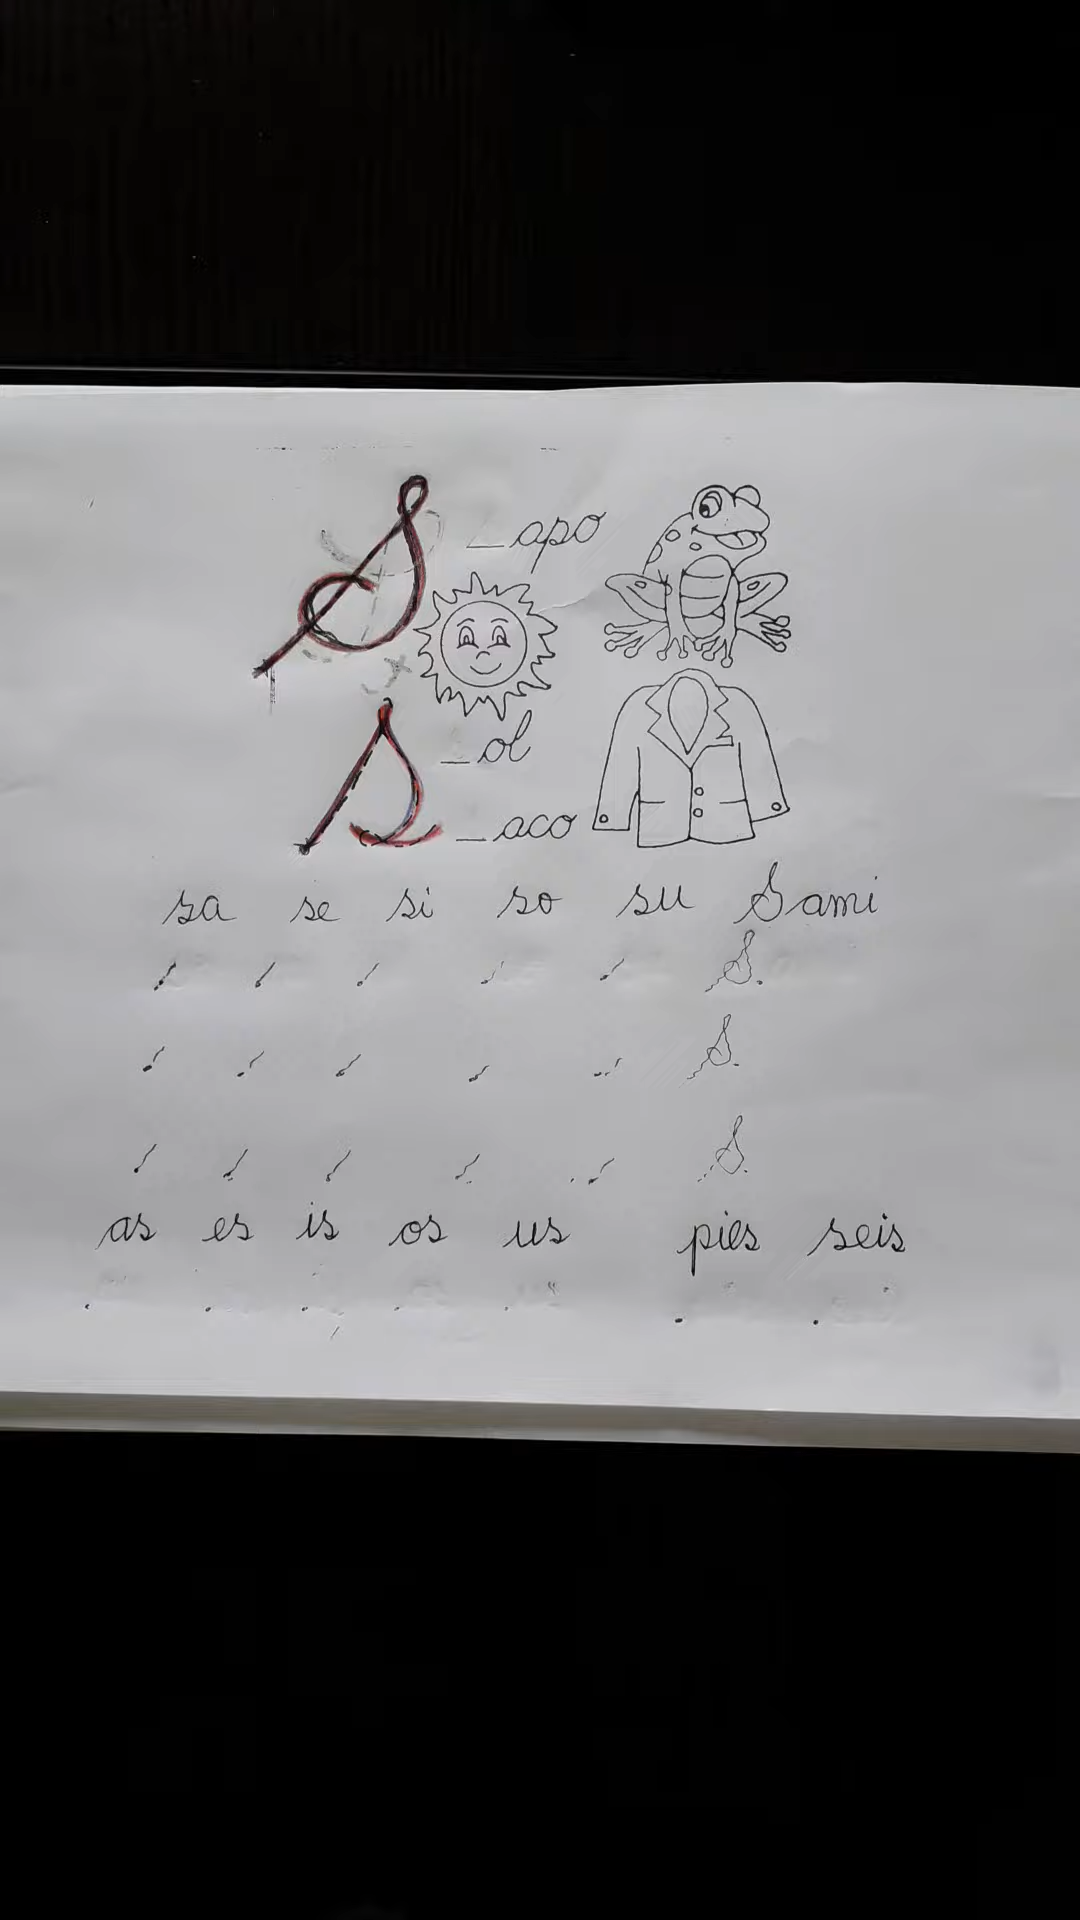 S
_apo
s
_ol
_aco
sa se si so su Sami
S.
S.
S.
as es is os us pies seis